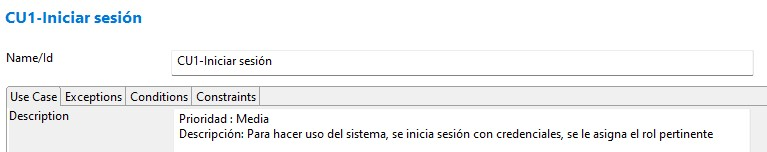 CU1-Iniciar sesión
Name/Id CU1-Iniciar sesión
Use Case Exceptions Conditions Constraints
Description Prioridad : Media
Descripción: Para hacer uso del sistema, se inicia sesión con credenciales, se le asigna el rol pertinente